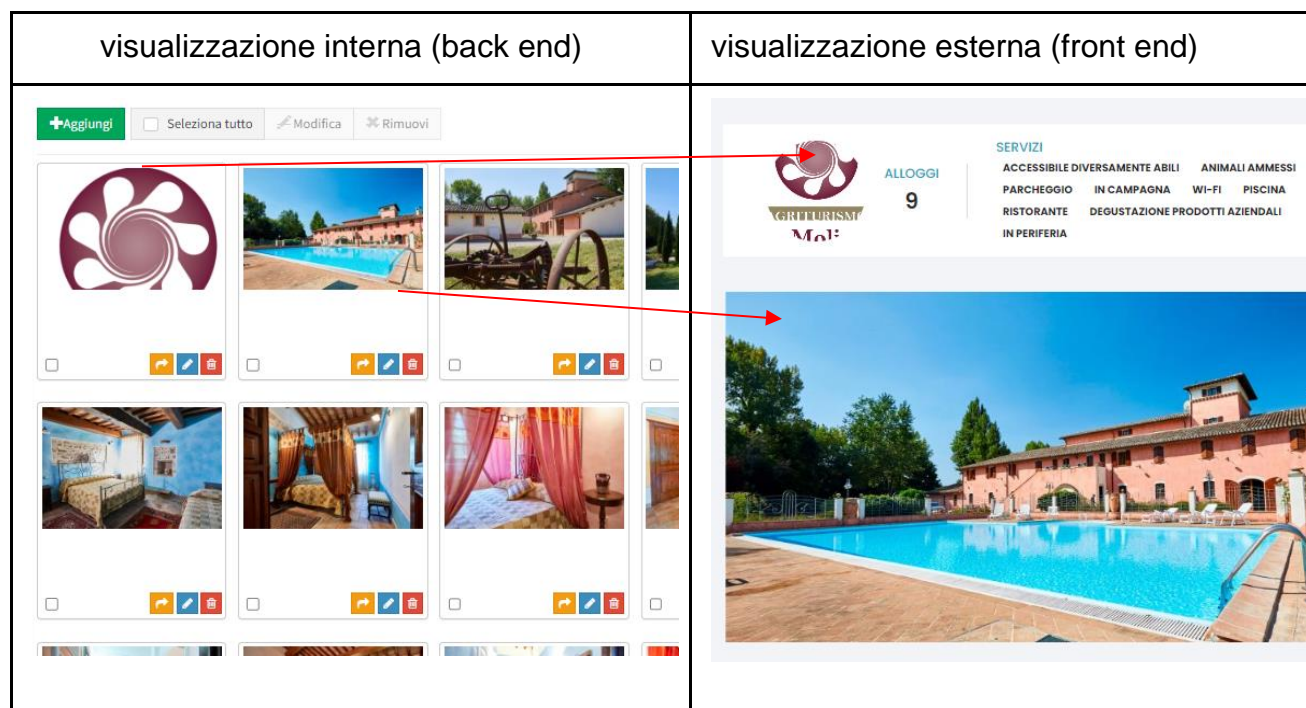 visualizzazione interna (back end)
visualizzazione esterna (front end)
Aggiungi
Seleziona tutto
Modifica
Rimuovi
SERVIZI
ACCESSIBILE DIVERSAMENTE ABILI ANIMALI AMMESSI
ALLOGGI
9
PARCHEGGIO IN CAMPAGNA WI-FI PISCINA
RISTORANTE DEGUSTAZIONE PRODOTTI AZIENDALI
IN PERIFERIA
GRITURISM